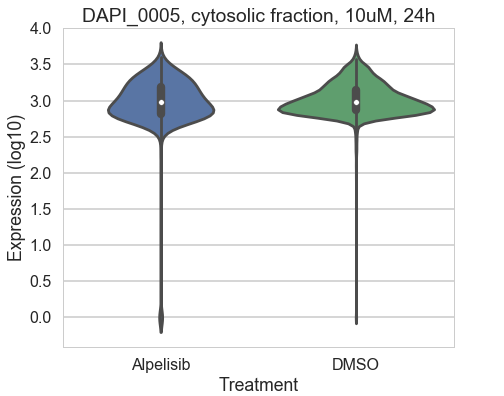 DAPI_0005, cytosolic fraction, 10uM, 24h
4.0
3.5
3.0
2.5
2.0
1.5
1.0
0.5
0.0
Expression (log10)
Alpelisib DMSO
Treatment